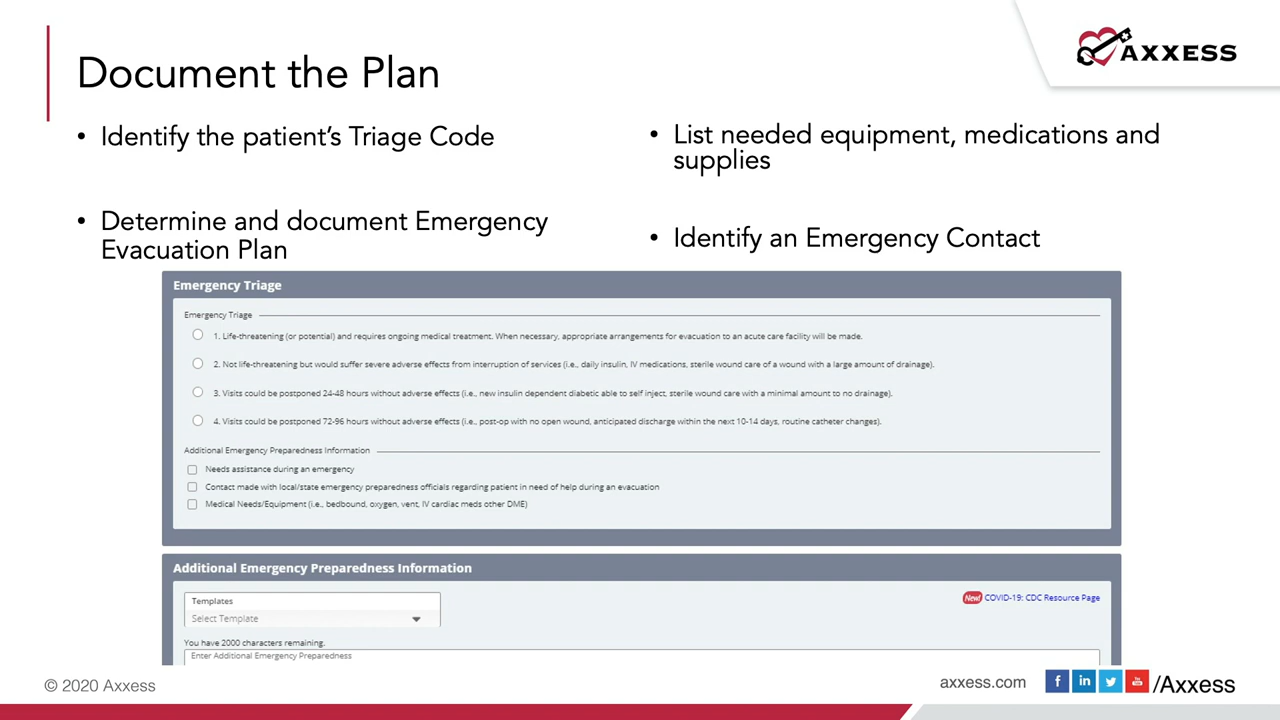 AXXESS
Document the Plan
• Identify the patient's Triage Code
• Determine and document Emergency
Evacuation Plan
• List needed equipment, medications and
supplies
• Identify an Emergency Contact
Emergency Triage
Emergency Triage
1. Life-threatening (or potential) and requires ongoing medical treatment. When necessary, appropriate arrangements for evacuation to an acute care facility will be made.
2. Not life-threatening but would suffer severe adverse effects from interruption of services (i.e., daily insulin, IV medications, sterile wound care of a wound with a large amount of drainage).
3. Visits could be postponed 24-48 hours without adverse effects (i.e., new insulin dependent diabetic able to self inject, sterile wound care with a minimal amount to no drainage).
4. Visits could be postponed 72-96 hours without adverse effects (i.e., post-op with no open wound, anticipated discharge within the next 10-14 days, routine catheter changes).
Additional Emergency Preparedness Information
Needs assistance during an emergency
Contact made with local/state emergency preparedness officials regarding patient in need of help during an evacuation
Medical Needs/Equipment (i.e., bedbound, oxygen, vent, IV cardiac meds other DME)
Additional Emergency Preparedness Information
Templates
Select Template
New! COVID-19: CDC Resource Page
You have 2000 characters remaining.
Enter Additional Emergency Preparedness
© 2020 Axxess
axxess.com f in You Tube /Axxess